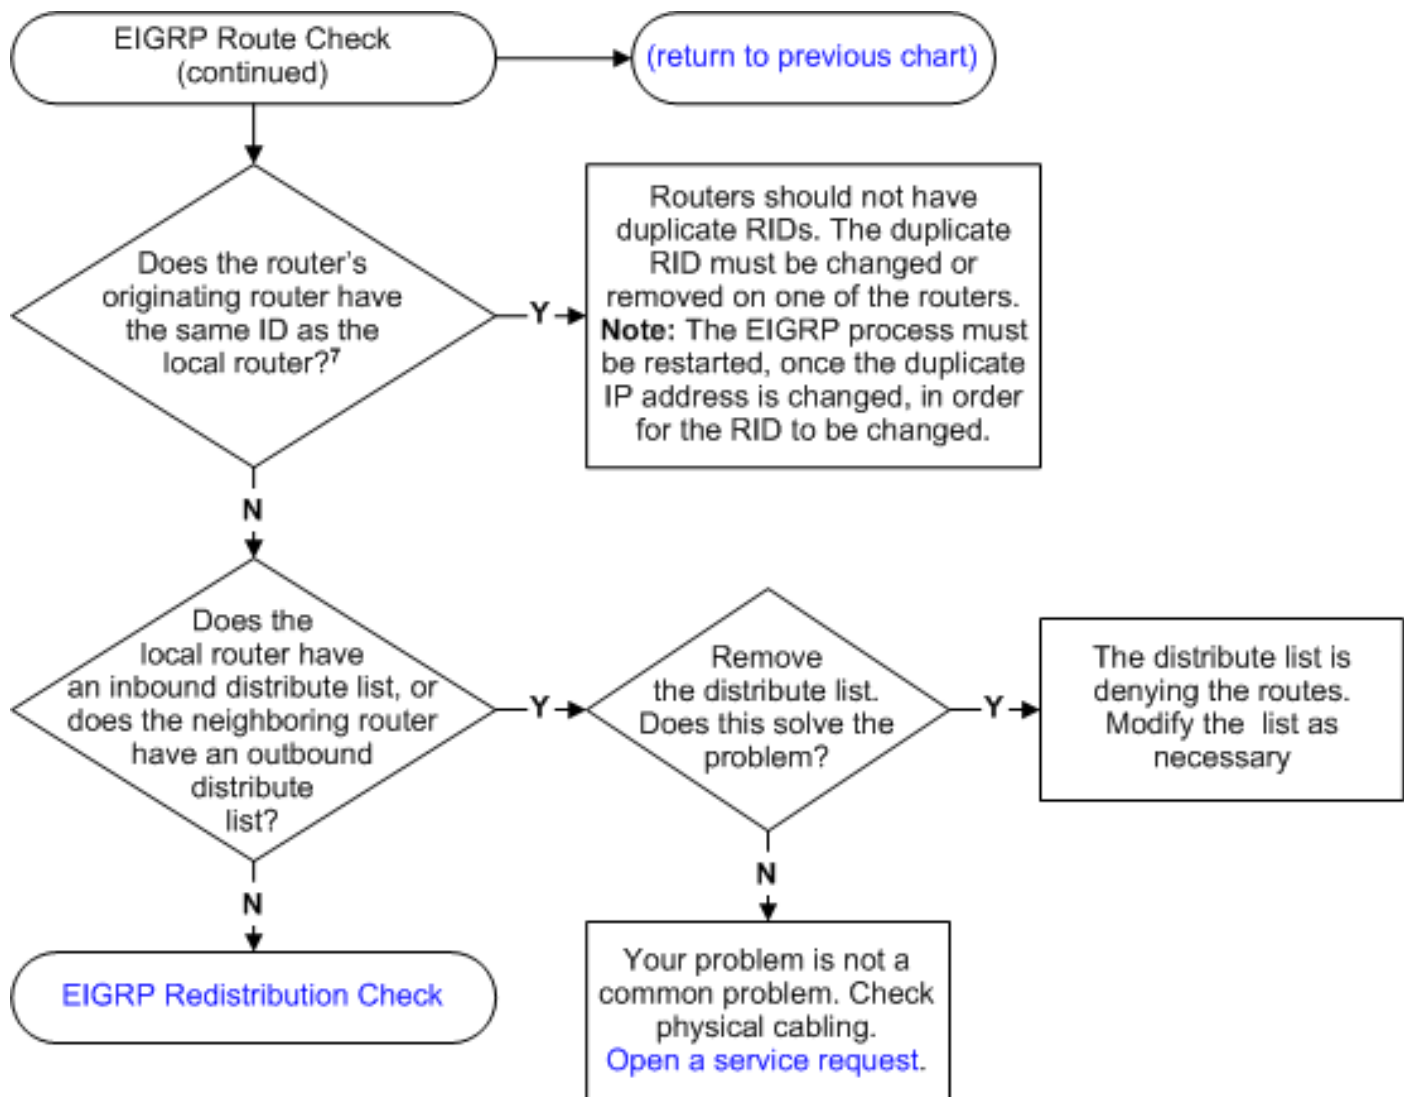 EIGRP Route Check
(continued)
(return to previous chart)
Does the router's
originating router have
the same ID as the
local router?⁷
Y
Routers should not have
duplicate RIDs. The duplicate
RID must be changed or
removed on one of the routers.
Note: The EIGRP process must
be restarted, once the duplicate
IP address is changed, in order
for the RID to be changed.
N
Does the
local router have
an inbound distribute list, or
does the neighboring router
have an outbound
distribute
list?
Y
Remove
the distribute list.
Does this solve the
problem?
Y
The distribute list is
denying the routes.
Modify the list as
necessary
N
N
EIGRP Redistribution Check
Your problem is not a
common problem. Check
physical cabling.
Open a service request.